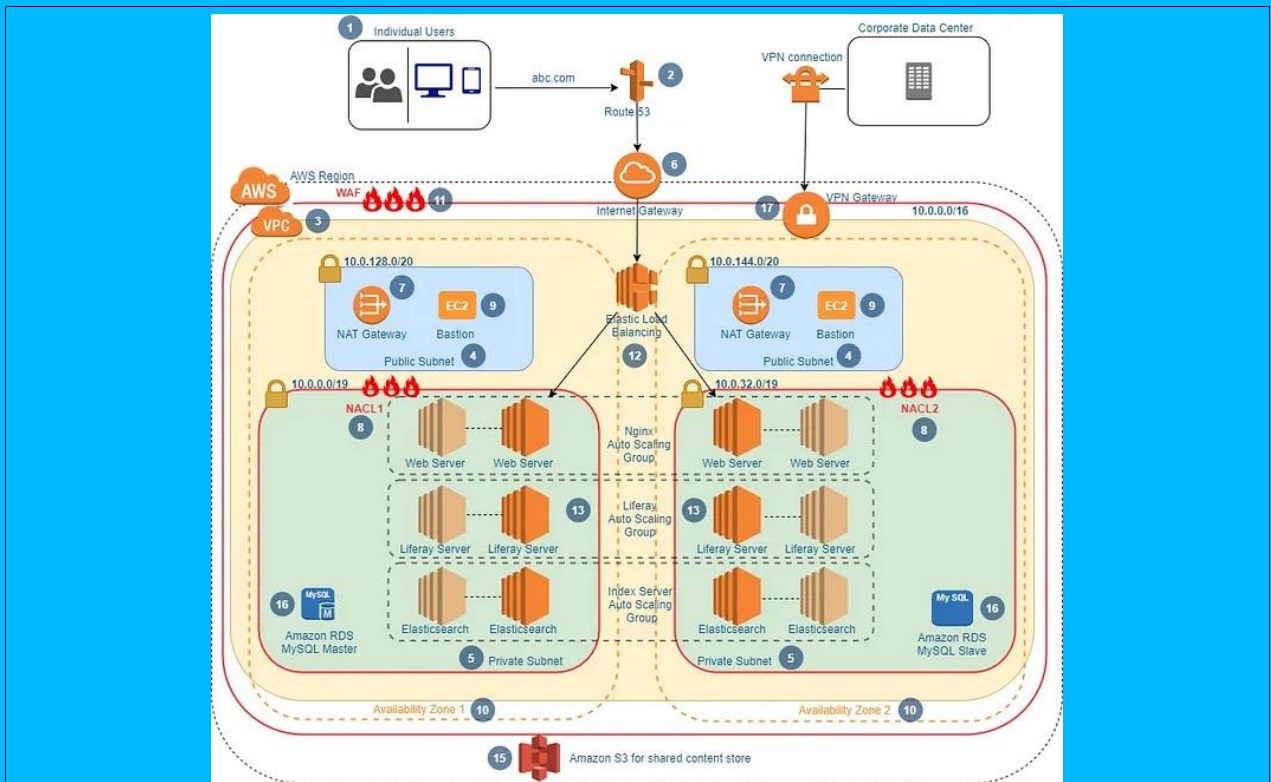 1
Individual Users
abc.com
2
Route 53
Corporate Data Center
VPN connection
6
Internet Gateway
AWS
AWS Region
WAF
11
VPC
3
17
VPN Gateway
10.0.0.0/16
10.0.128.0/20
7
NAT Gateway
EC2
9
Bastion
Public Subnet
4
Elastic Load
Balancing
12
10.0.144.0/20
7
NAT Gateway
EC2
9
Bastion
Public Subnet
4
10.0.0.0/19
NACL1
8
10.0.32.0/19
NACL2
8
Web Server
Web Server
Nginx
Auto Scaling
Group
Web Server
Web Server
Liferay Server
Liferay Server
13
Liferay
Auto Scaling
Group
13
Liferay Server
Liferay Server
16
MySQL
M
Amazon RDS
MySQL Master
Elasticsearch
Elasticsearch
Index Server
Auto Scaling
Group
Elasticsearch
Elasticsearch
My SQL
16
Amazon RDS
MySQL Slave
5
Private Subnet
Private Subnet
5
Availability Zone 1
10
Availability Zone 2
10
15
Amazon S3 for shared content store